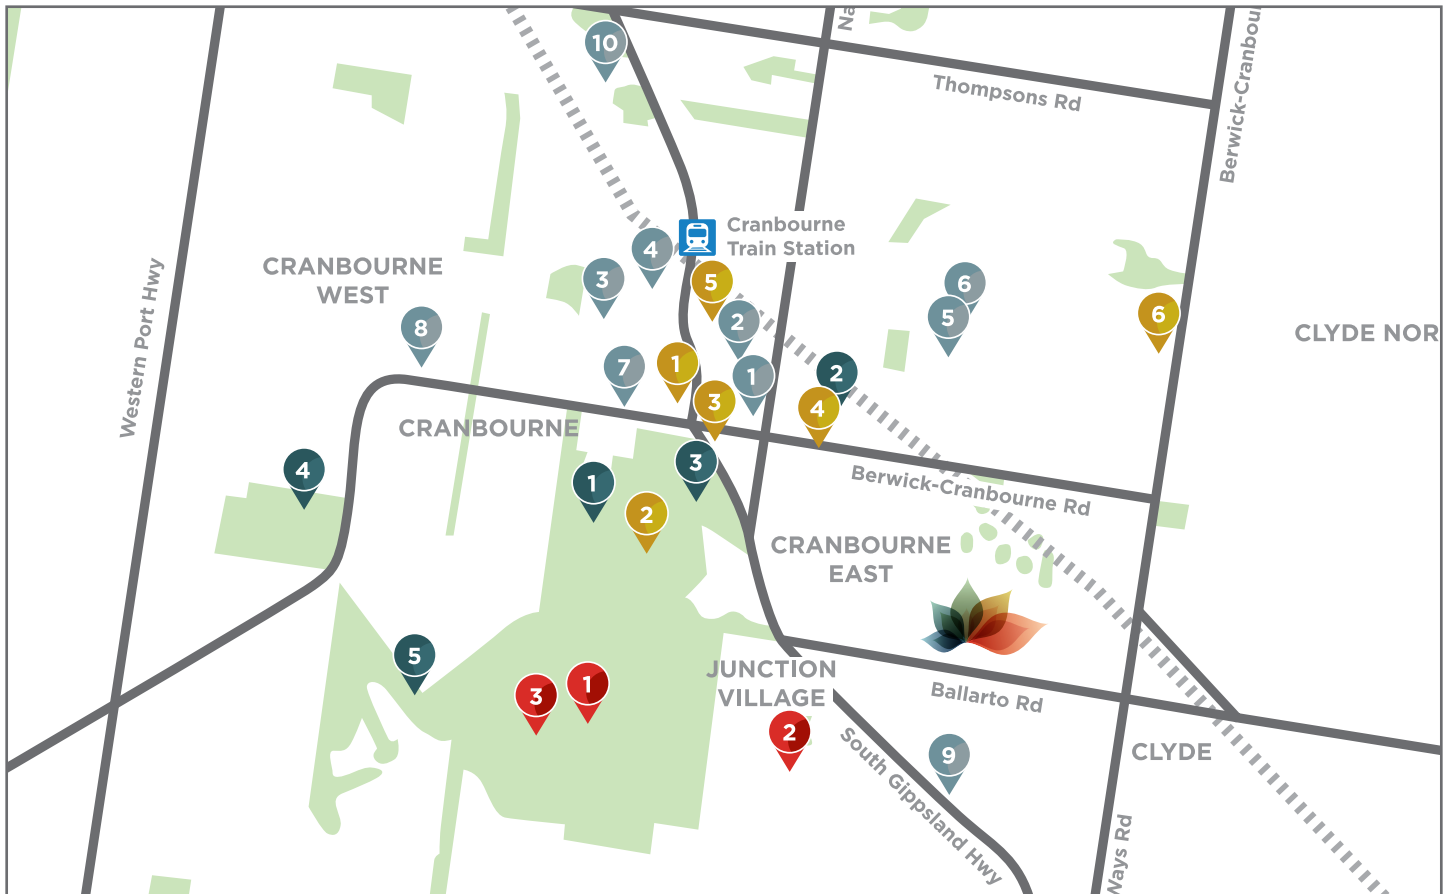 10
Na
Berwick-Cranbou
Thompsons Rd
Cranbourne
Train Station
4
3
5
6
CRANBOURNE
WEST
Western Port Hwy
8
2
5
6
CLYDE NOR
7
1
1
2
3
4
CRANBOURNE
4
1
3
2
Berwick-Cranbourne Rd
CRANBOURNE
EAST
5
3
1
JUNCTION
VILLAGE
Ballarto Rd
2
South Gippsland Hwy
9
CLYDE
Ways Rd